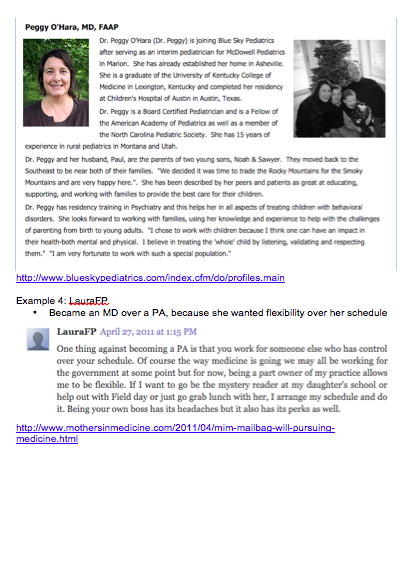 Peggy O'Hara, MD, FAAP
Dr. Peggy O'Hara (Dr. Peggy) is joining Blue Sky Pediatrics
after serving as an interim pediatrician for McDowell Pediatrics
in Marion. She has already established her home in Asheville.
She is a graduate of the University of Kentucky College of
Medicine in Lexington, Kentucky and completed her residency
at Children's Hospital of Austin in Austin, Texas.
Dr. Peggy is a Board Certified Pediatrician and is a Fellow of
the American Academy of Pediatrics as well as a member of
the North Carolina Pediatric Society. She has 15 years of
experience in rural pediatrics in Montana and Utah.
Dr. Peggy and her husband, Paul, are the parents of two young sons, Noah & Sawyer. They moved back to the
Southeast to be near both of their families. "We decided it was time to trade the Rocky Mountains for the Smoky
Mountains and are very happy here.". She has been described by her peers and patients as great at educating,
supporting, and working with families to provide the best care for their children.
Dr. Peggy has residency training in Psychiatry and this helps her in all aspects of treating children with behavioral
disorders. She looks forward to working with families, using her knowledge and experience to help with the challenges
of parenting from birth to young adults. "I chose to work with children because I think one can have an impact in
their health-both mental and physical. I believe in treating the 'whole' child by listening, validating and respecting
them." "I am very fortunate to work with such a special population."
http://www.blueskypediatrics.com/index.cfm/do/profiles.main
Example 4: LauraFP
• Became an MD over a PA, because she wanted flexibility over her schedule
LauraFP April 27, 2011 at 1:15 PM
One thing against becoming a PA is that you work for someone else who has control
over your schedule. Of course the way medicine is going we may all be working for
the government at some point but for now, being a part owner of my practice allows
me to be flexible. If I want to go be the mystery reader at my daughter's school or
help out with Field day or just go grab lunch with her, I arrange my schedule and do
it. Being your own boss has its headaches but it also has its perks as well.
http://www.mothersinmedicine.com/2011/04/mim-mailbag-will-pursuing-
medicine.html